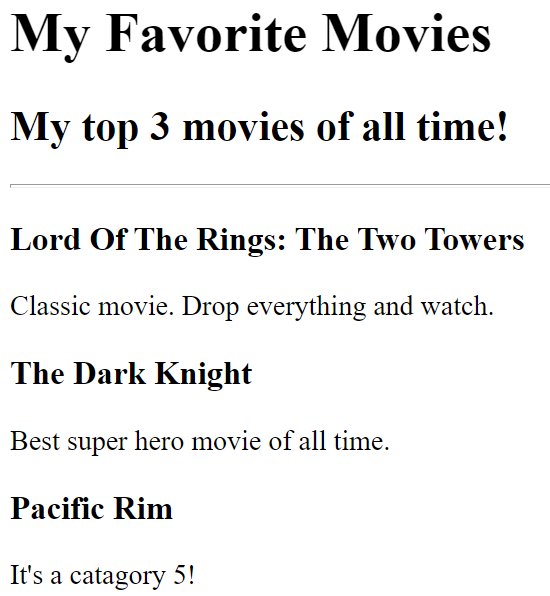 My Favorite Movies
My top 3 movies of all time!
Lord Of The Rings: The Two Towers
Classic movie. Drop everything and watch.
The Dark Knight
Best super hero movie of all time.
Pacific Rim
It's a catagory 5!